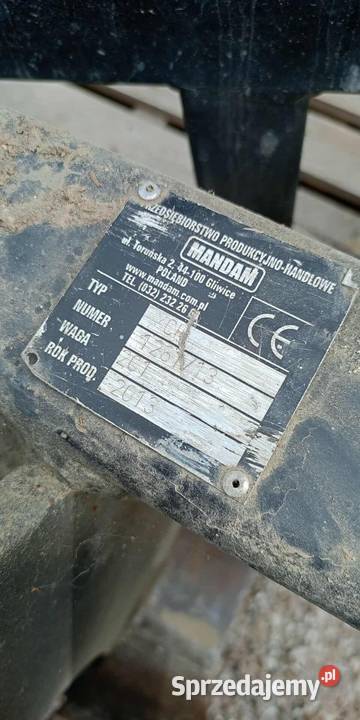 PRZEDSIĘBIORSTWO PRODUKCYJNO-HANDLOWE
MANDAM
ul. Toruńska 2, 44-100 Gliwice
POLAND
www.mandam.com.pl
TEL. (032) 232 26
CE
TYP
NUMER
WAGA
ROK PROD. 2013
Sprzedajemy.pl